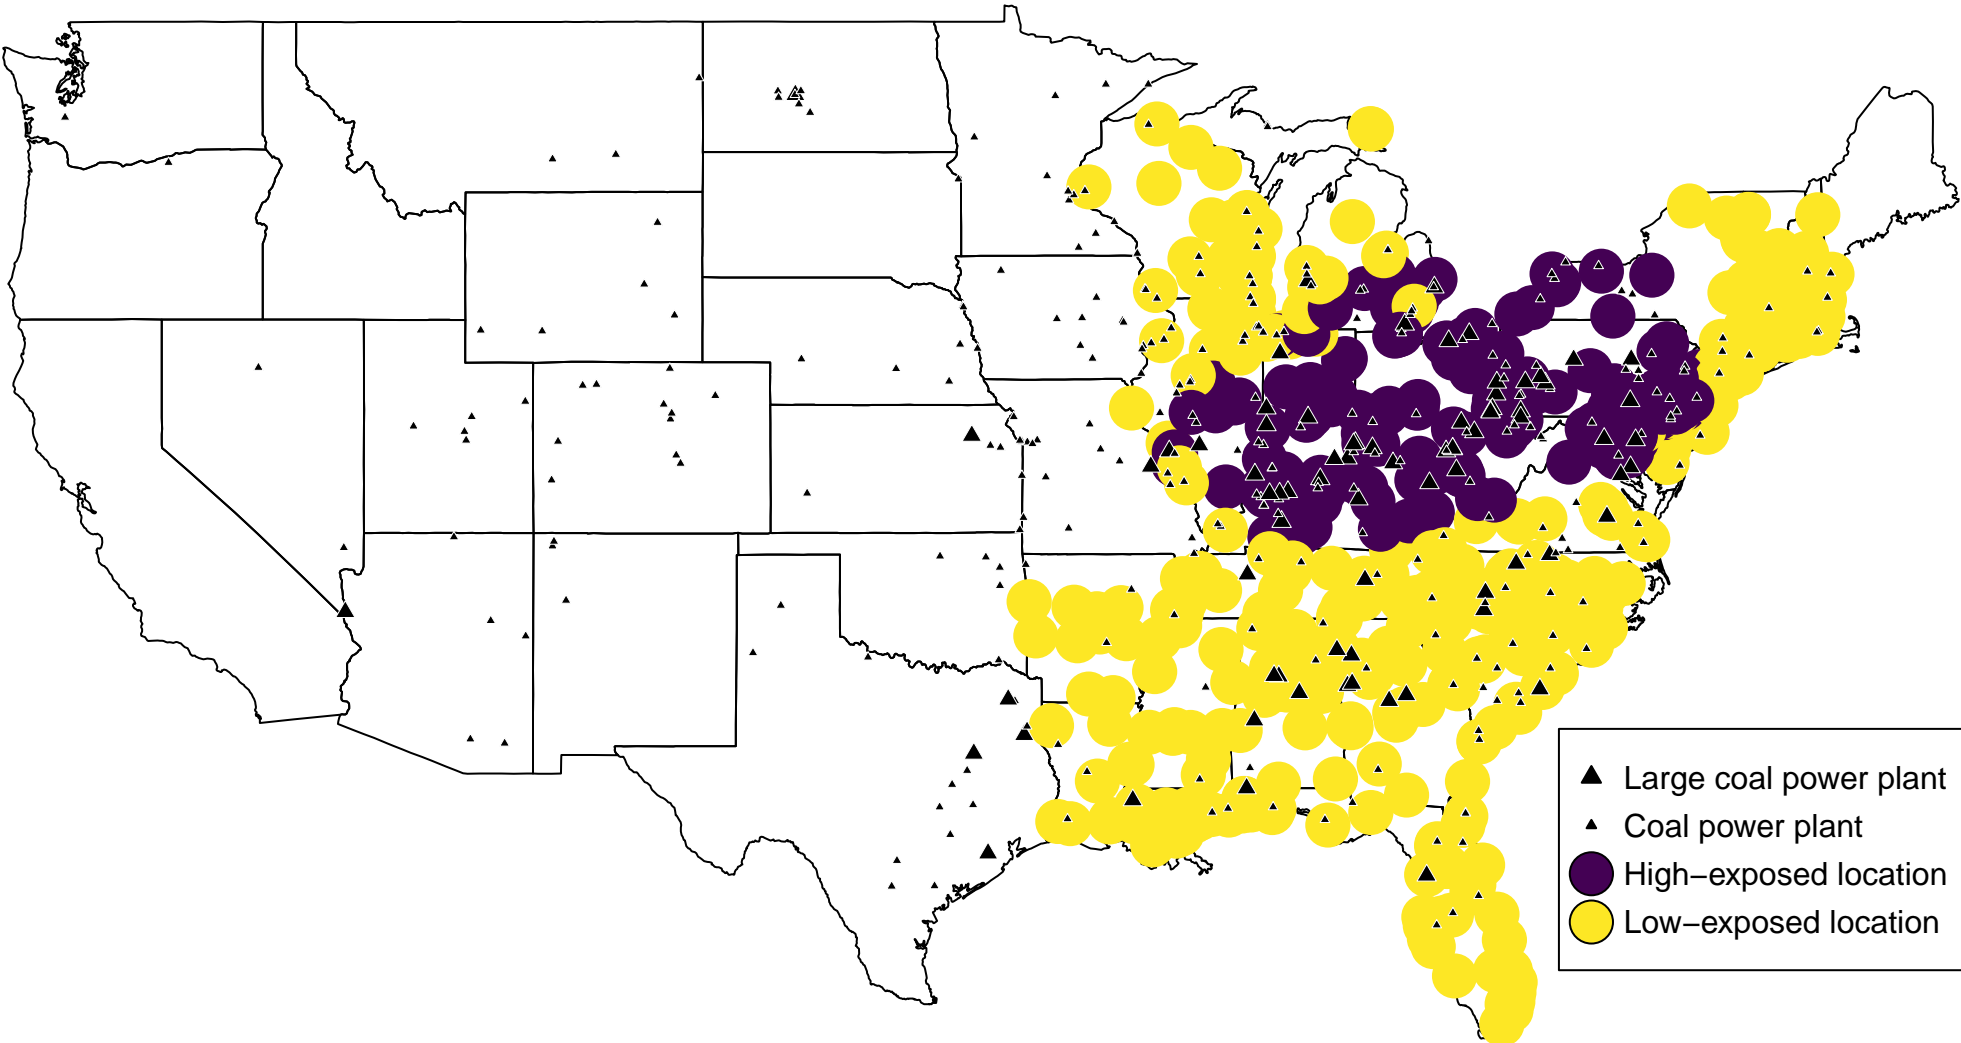 Large coal power plant
Coal power plant
High−exposed location
Low−exposed location